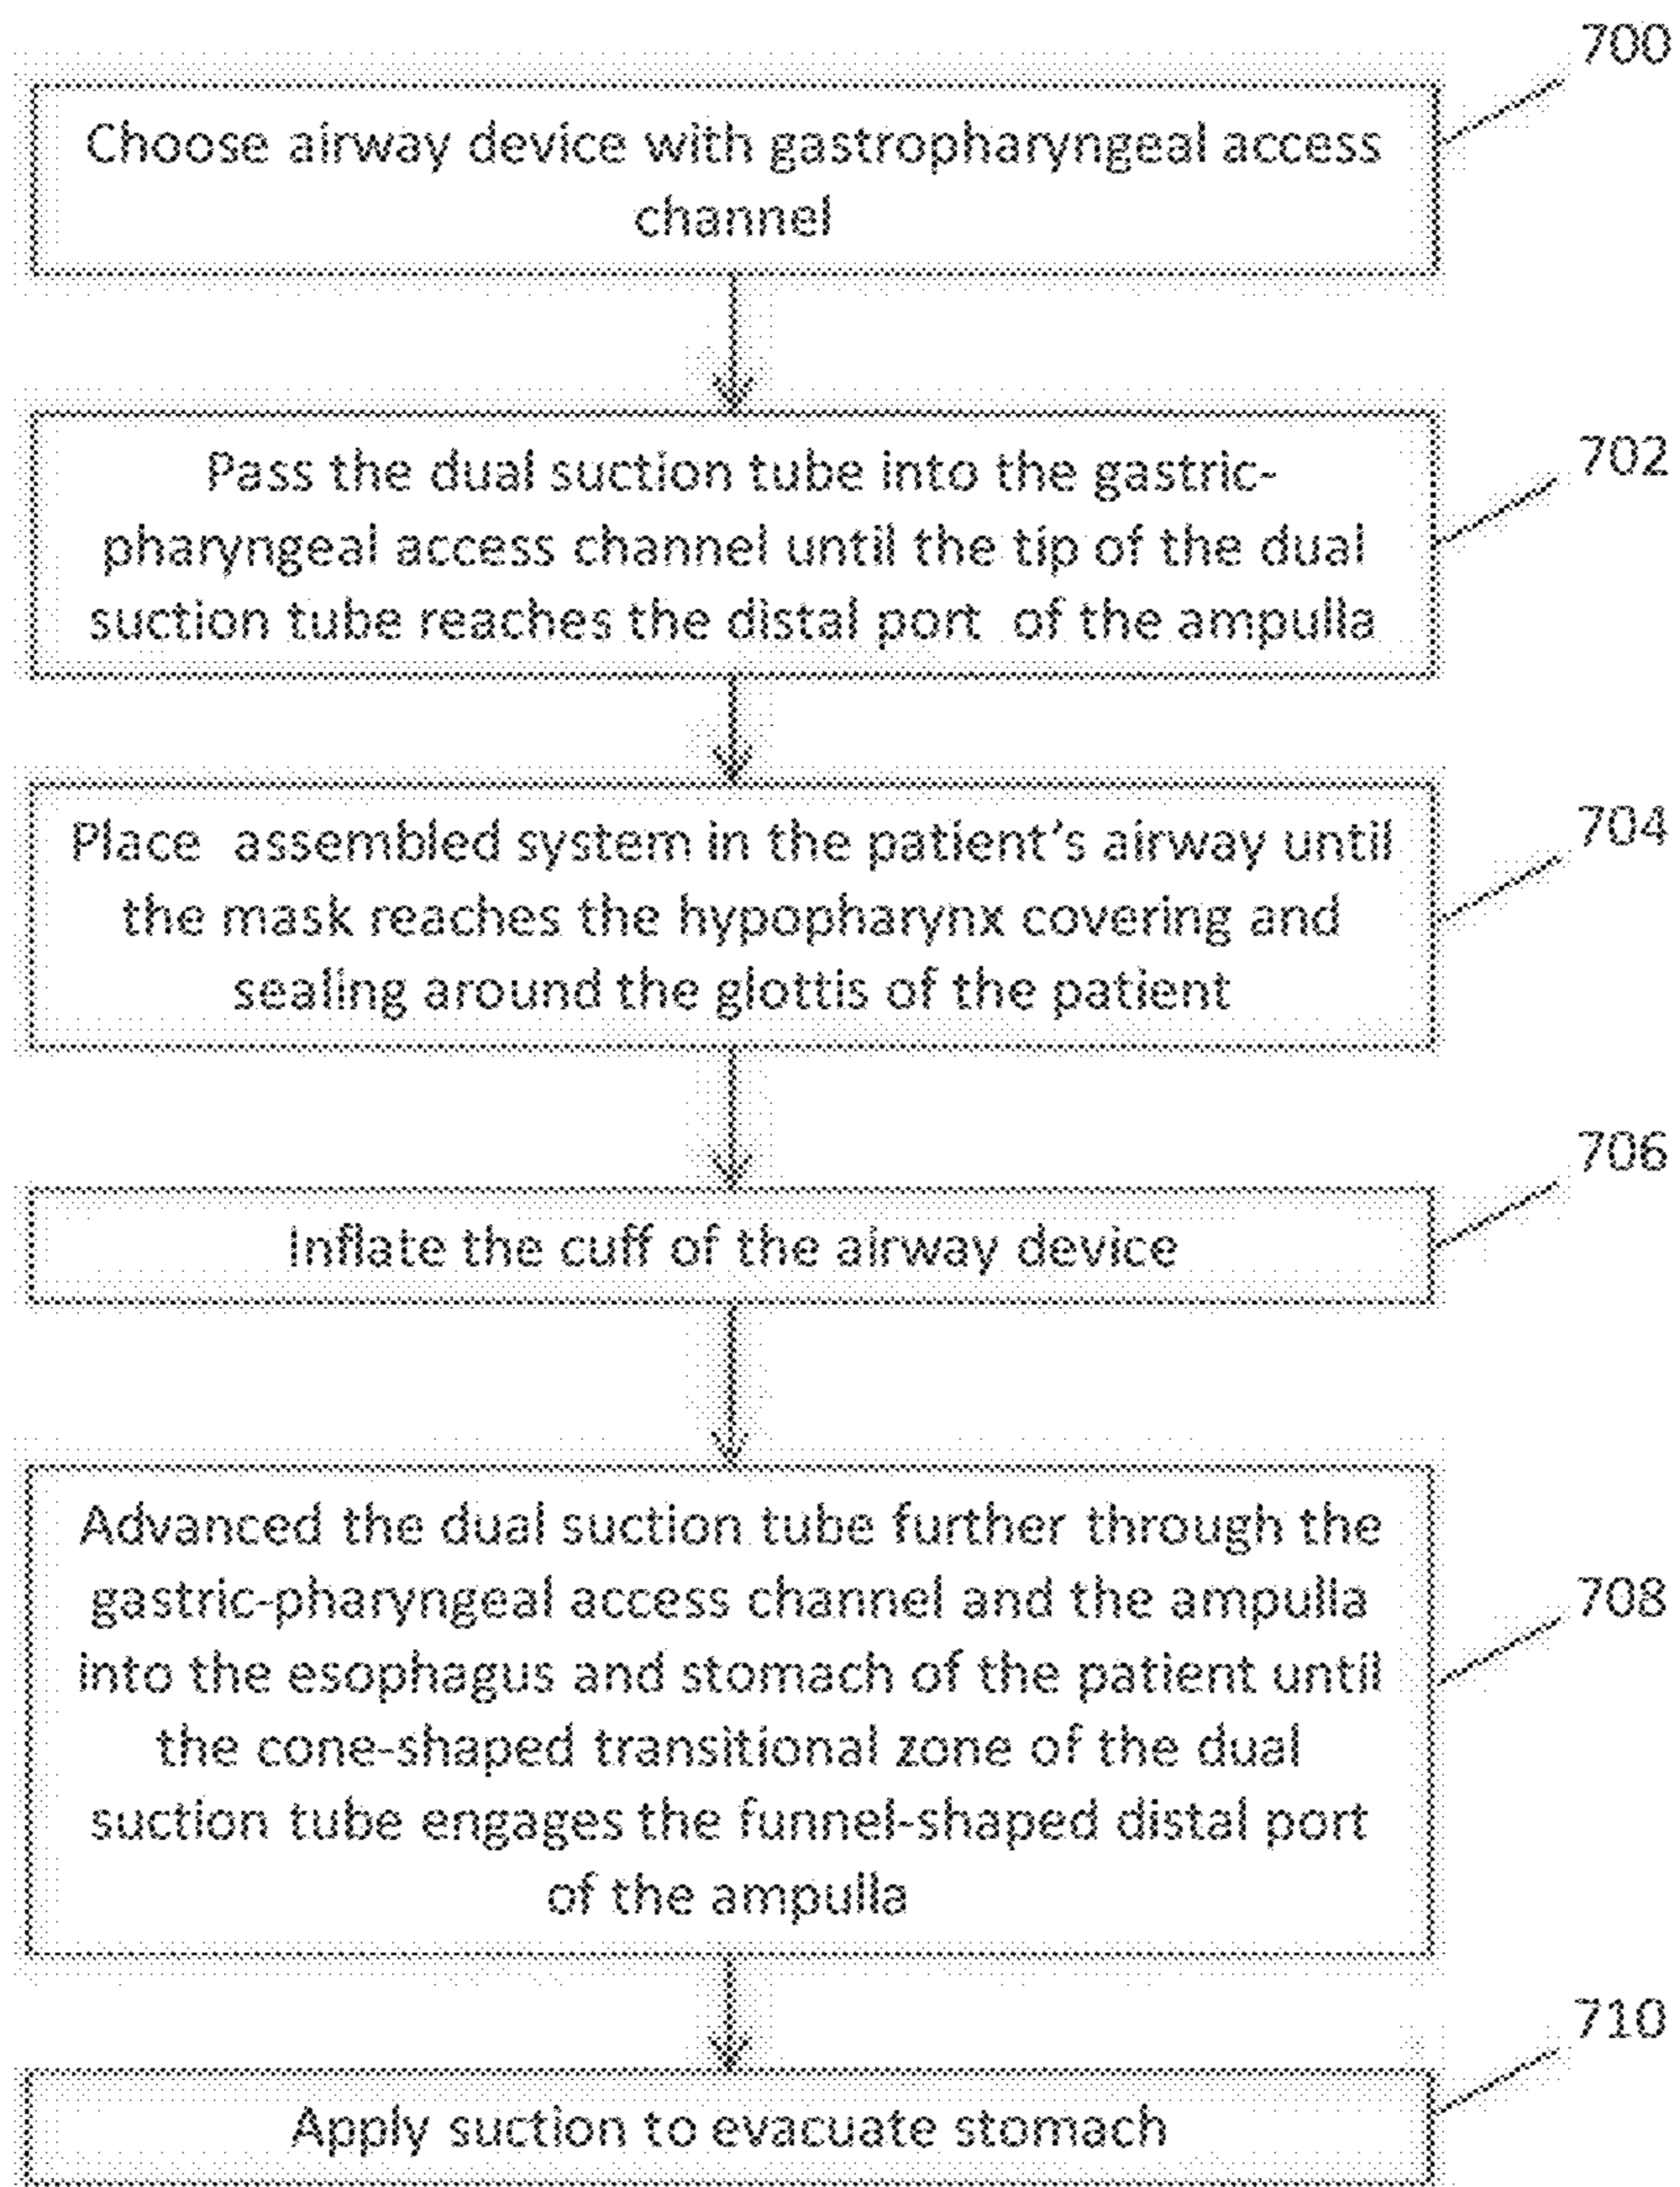 700
Choose airway device with gastropharyngeal access
channel
702
Pass the dual suction tube into the gastric-
pharyngeal access channel until the tip of the dual
suction tube reaches the distal port of the ampulla
704
Place assembled system in the patient's airway until
the mask reaches the hypopharynx covering and
sealing around the glottis of the patient
706
Inflate the cuff of the airway device
708
Advanced the dual suction tube further through the
gastric-pharyngeal access channel and the ampulla
into the esophagus and stomach of the patient until
the cone-shaped transitional zone of the dual
suction tube engages the funnel-shaped distal port
of the ampulla
710
Apply suction to evacuate stomach